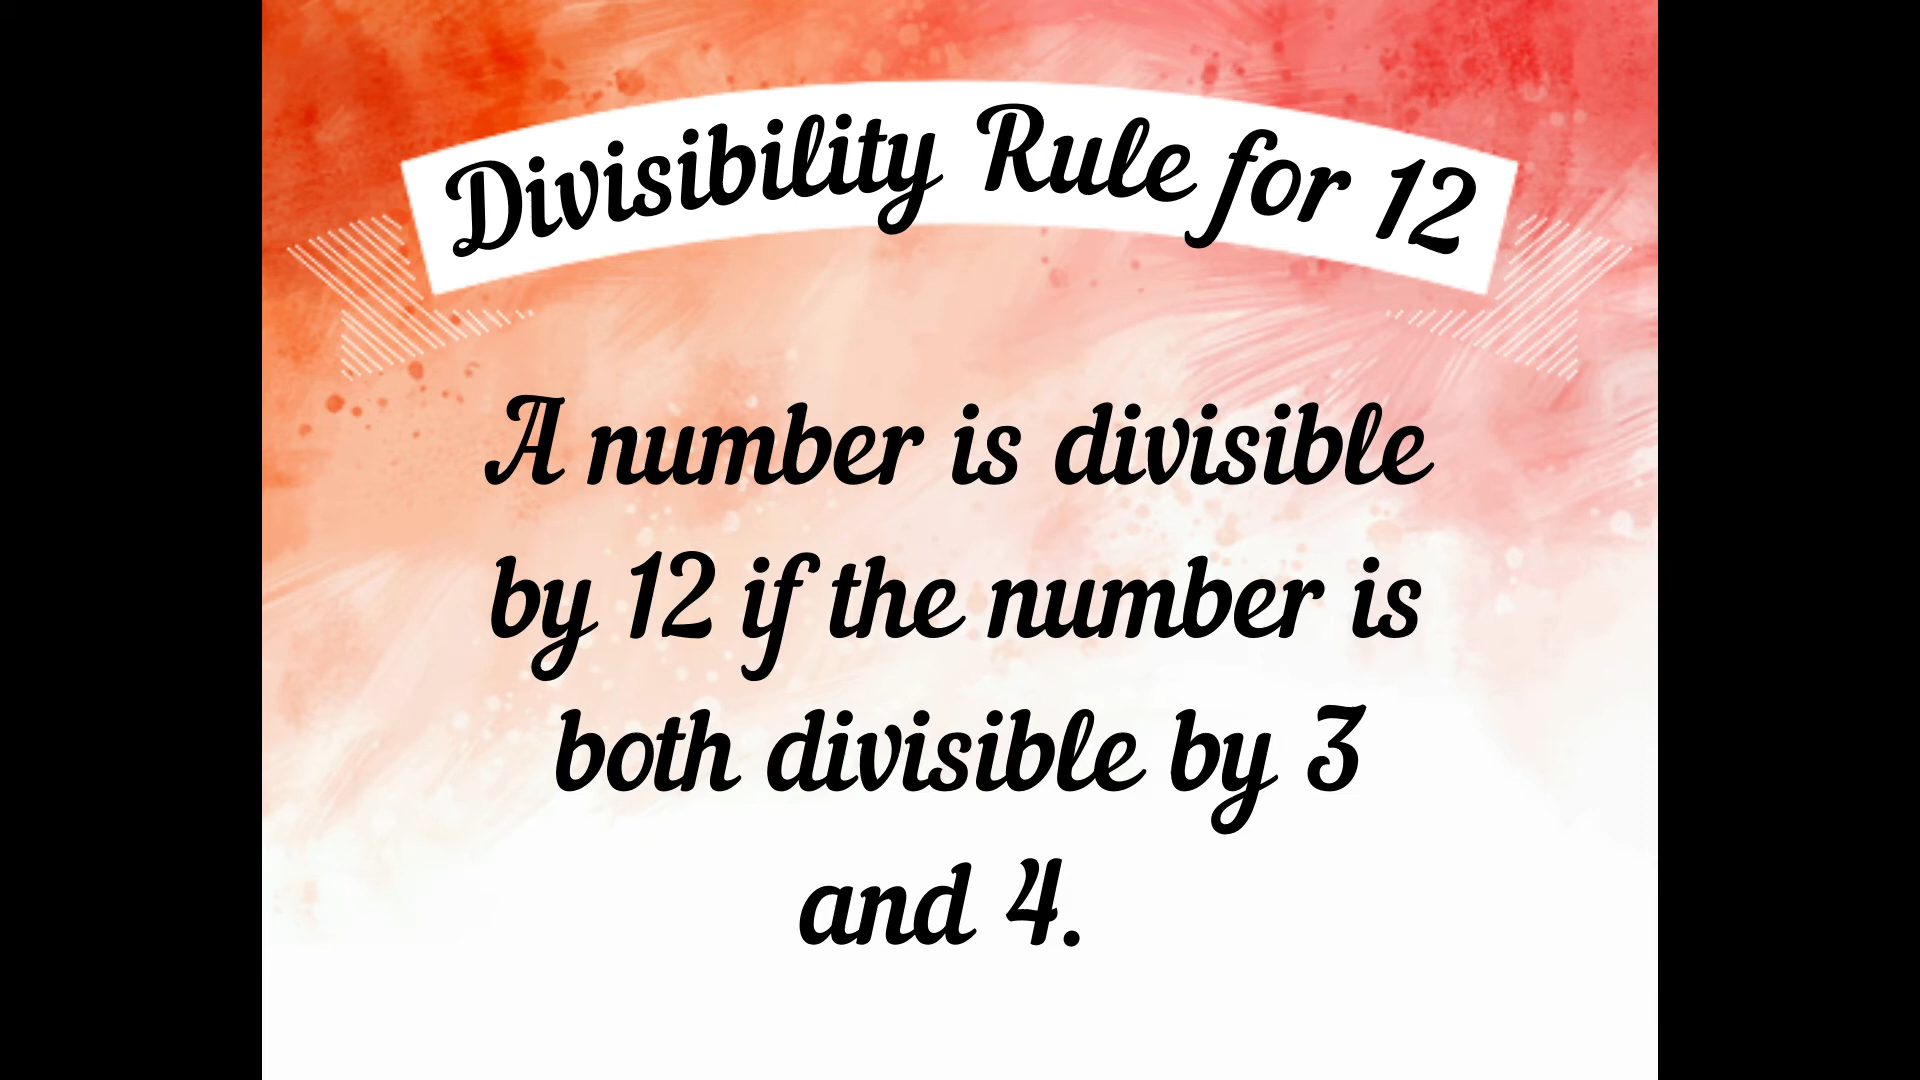 Divisibility Rule for 12
A number is divisible
by 12 if the number is
both divisible by 3
and 4.